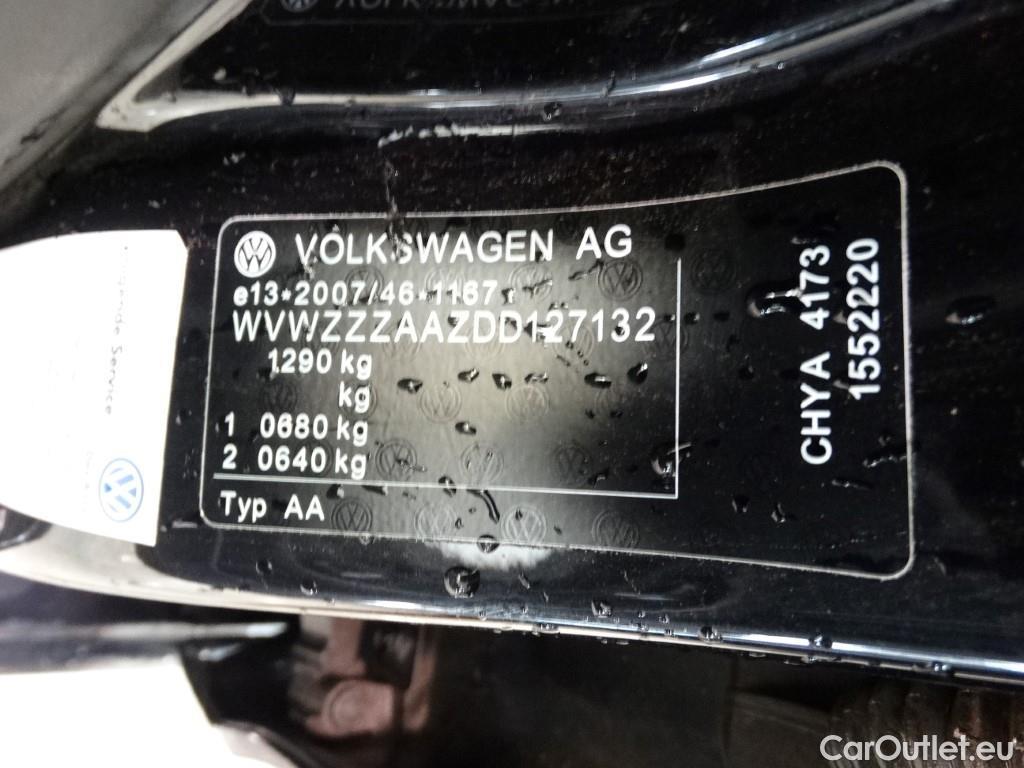 VOLKSWAGEN AG
e13*2007/46*1167*
WVWZZZAAZDD127132
1290 kg
kg
1 0680 kg
2 0640 kg
Typ AA
CHYA 4173
1552220
Service
CarOutlet.eu